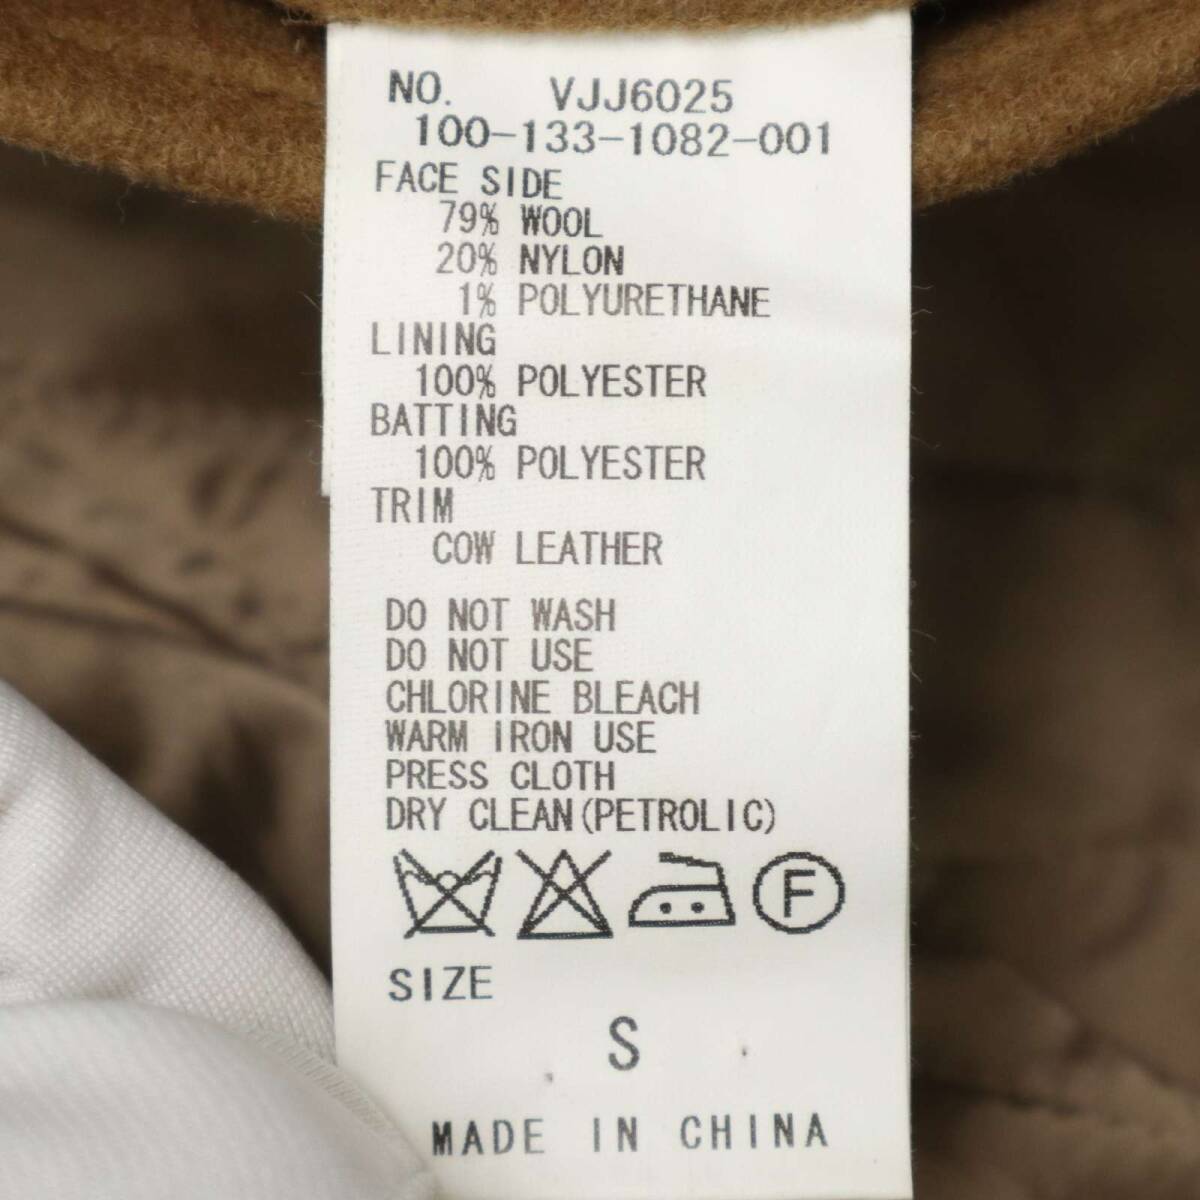 NO. VJJ6025
100-133-1082-001
FACE SIDE
79% WOOL
20% NYLON
1% POLYURETHANE
LINING
100% POLYESTER
BATTING
100% POLYESTER
TRIM
COW LEATHER
DO NOT WASH
DO NOT USE
CHLORINE BLEACH
WARM IRON USE
PRESS CLOTH
DRY CLEAN(PETROLIC)
F
SIZE
S
MADE IN CHINA